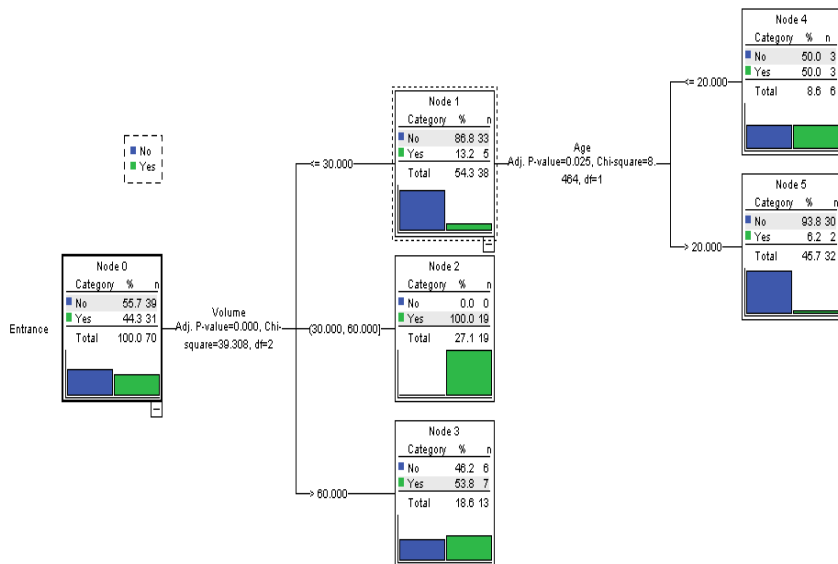 No
Yes
Entrance
Node 0
Category % n
No 55.7 39
Yes 44.3 31
Total 100.0 70
Volume
Adj. P-value=0.000, Chi-
square=39.308, df=2
<= 30.000
(30.000, 60.000]
> 60.000
Node 1
Category % n
No 86.8 33
Yes 13.2 5
Total 54.3 38
Node 2
Category % n
No 0.0 0
Yes 100.0 19
Total 27.1 19
Node 3
Category % n
No 46.2 6
Yes 53.8 7
Total 18.6 13
Age
Adj. P-value=0.025, Chi-square=8.
464, df=1
<= 20.000
> 20.000
Node 4
Category % n
No 50.0 3
Yes 50.0 3
Total 8.6 6
Node 5
Category % n
No 93.8 30
Yes 6.2 2
Total 45.7 32